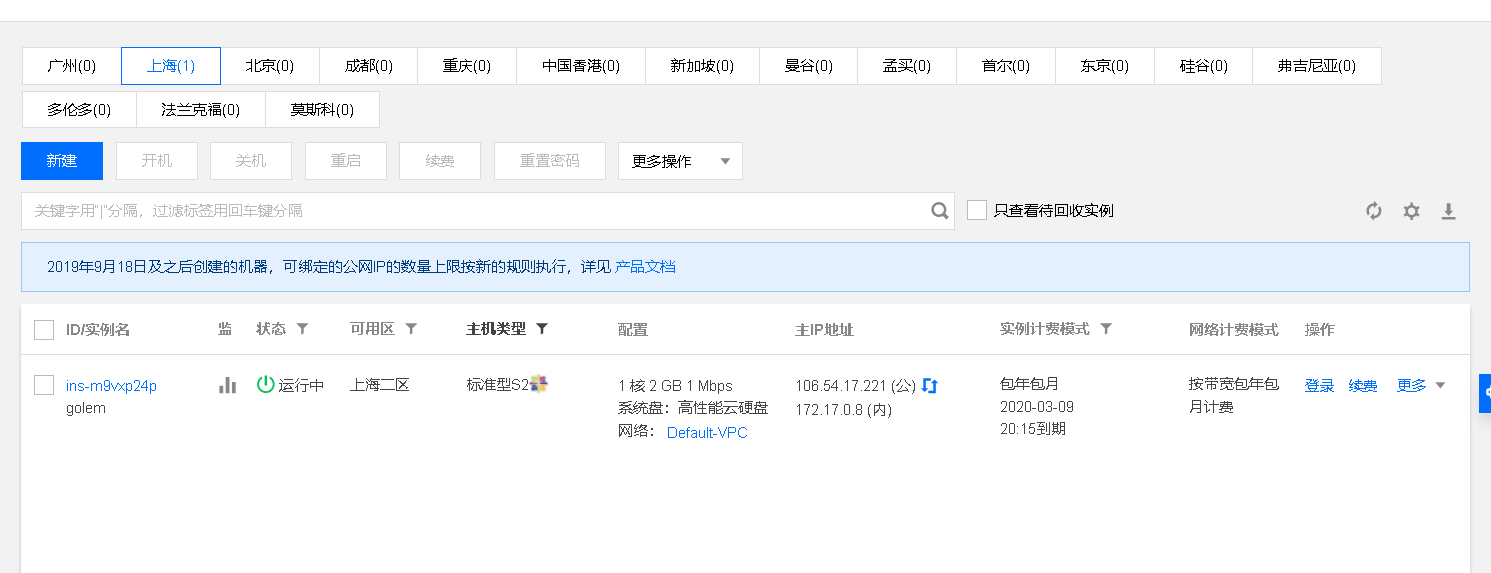 广州(0) 上海(1) 北京(0) 成都(0) 重庆(0) 中国香港(0) 新加坡(0) 曼谷(0) 孟买(0) 首尔(0) 东京(0) 硅谷(0) 弗吉尼亚(0)
多伦多(0) 法兰克福(0) 莫斯科(0)
新建 开机 关机 重启 续费 重置密码 更多操作
关键字用"|"分隔，过滤标签用回车键分隔 只查看待回收实例
2019年9月18日及之后创建的机器，可绑定的公网IP的数量上限按新的规则执行，详见 产品文档
ID/实例名 监 状态 可用区 主机类型 配置 主IP地址 实例计费模式 网络计费模式 操作
ins-m9vxp24p 运行中 上海二区 标准型S2 1 核 2 GB 1 Mbps 106.54.17.221 (公) 包年包月 按带宽包年包 登录 续费 更多
golem 系统盘：高性能云硬盘 172.17.0.8 (内) 2020-03-09 月计费
网络： Default-VPC 20:15到期